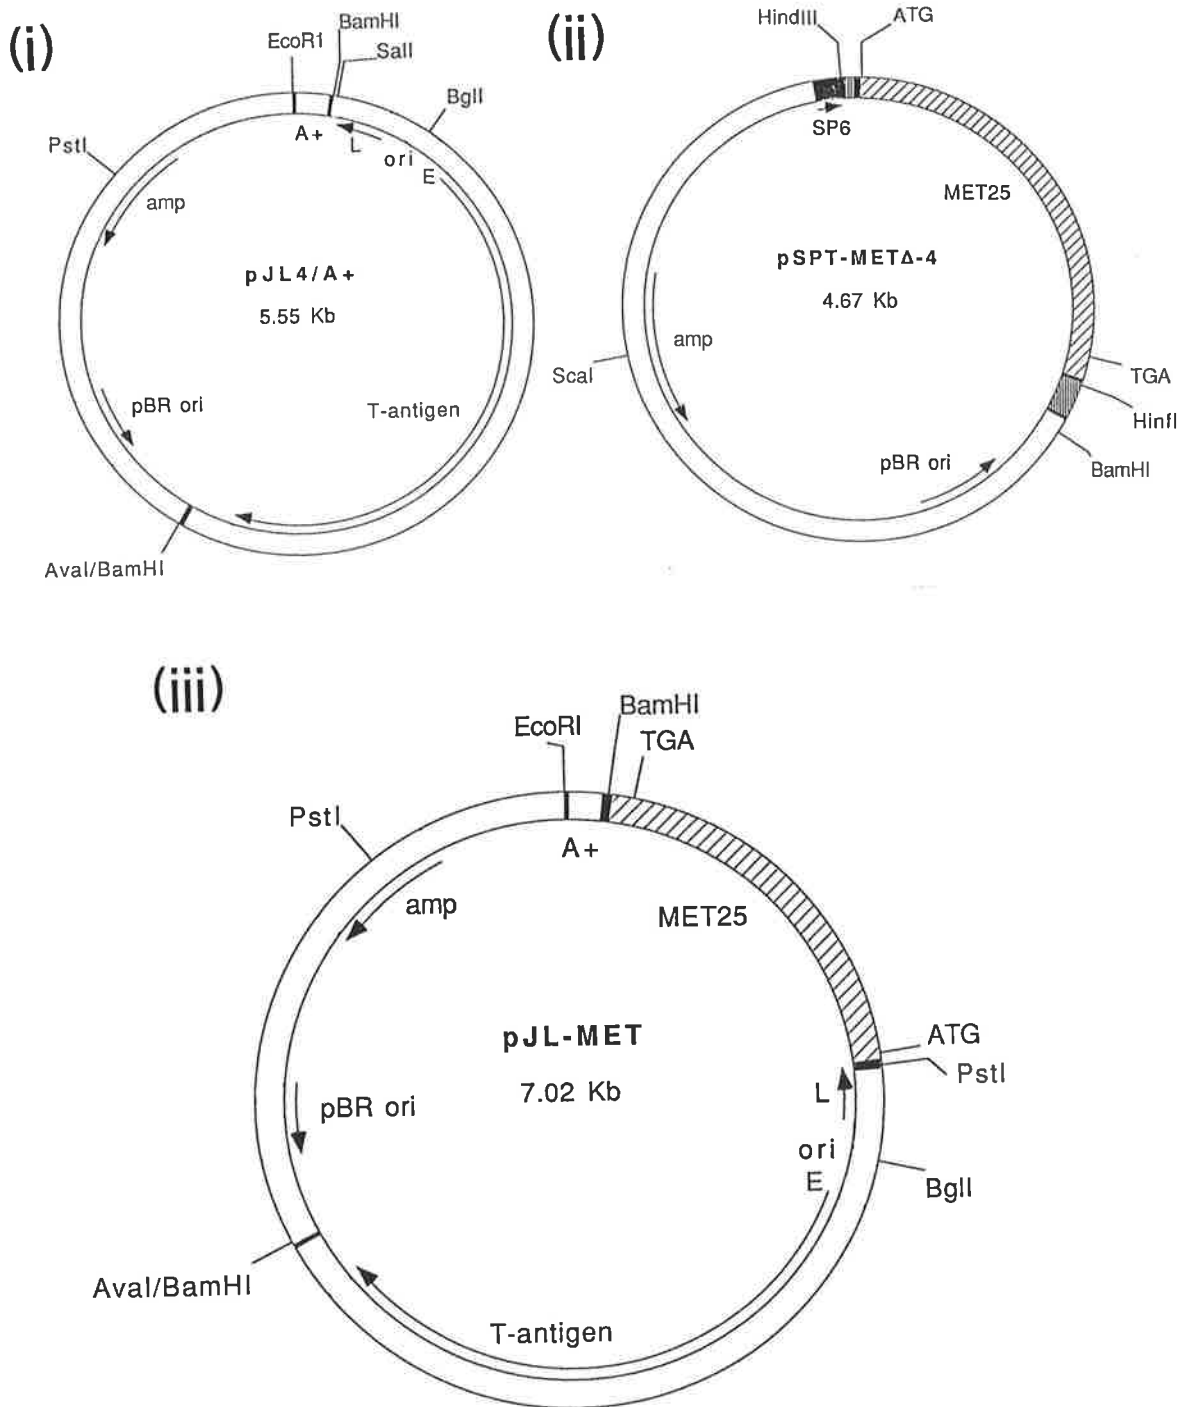 (i)
BamHI
EcoR1
SalI
BglI
PstI
A+
L
ori
E
amp
pJL4/A+
5.55 Kb
pBR ori
T-antigen
AvaI/BamHI
(ii)
HindIII
ATG
SP6
MET25
pSPT-METΔ-4
4.67 Kb
amp
ScaI
TGA
HinfI
pBR ori
BamHI
(iii)
BamHI
EcoRI
TGA
PstI
A+
amp
MET25
pJL-MET
7.02 Kb
ATG
PstI
L
pBR ori
ori
E
BglI
AvaI/BamHI
T-antigen